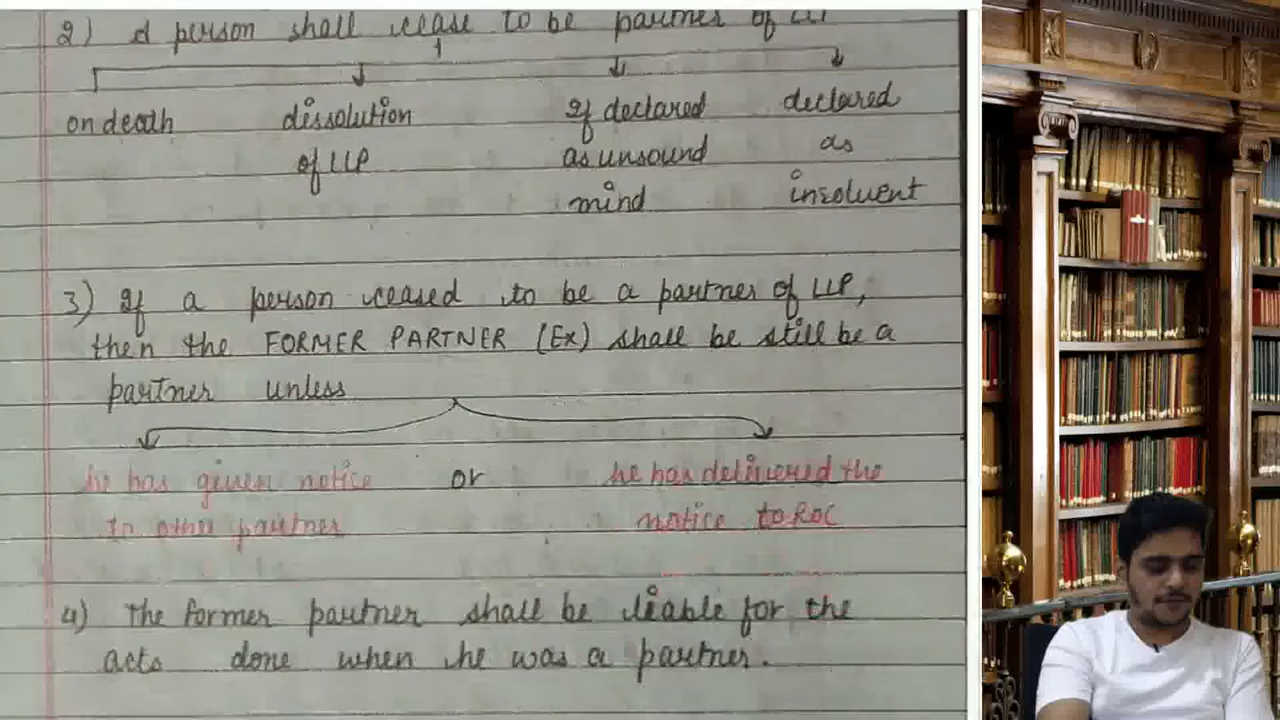 2) A person shall cease to be partner of LLP
on death dissolution If declared declared
of LLP as unsound as
mind insolvent
3) If a person ceased to be a partner of LLP,
then the FORMER PARTNER (Ex) shall be still be a
partner unless
he has given notice or he has delivered the
to other partner notice to ROC
4) The former partner shall be liable for the
acts done when he was a partner.